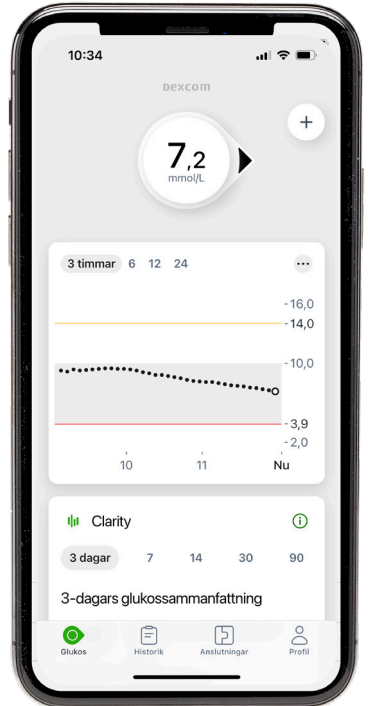 10:34
Dexcom
+
7,2
mmol/L
3 timmar 6 12 24 ...
-16,0
-14,0
-10,0
-3,9
-2,0
10 11 Nu
Clarity
3 dagar 7 14 30 90
3-dagars glukossammanfattning
Glukos Historik Anslutningar Profil